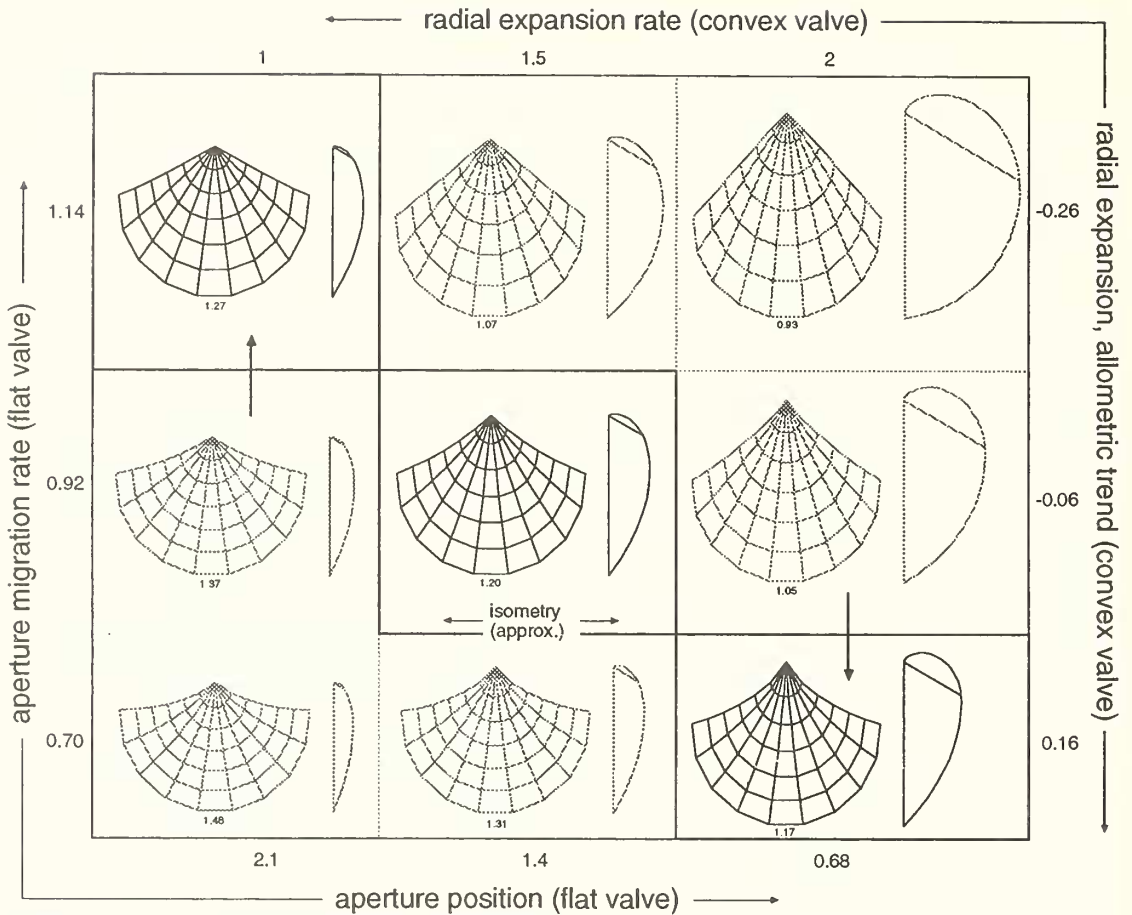 radial expansion rate (convex valve)
1 1.5 2
1.14
1.27
1.07
0.93
-0.26
0.92
1.37
1.20
1.05
-0.06
isometry
(approx.)
0.70
1.48
1.31
1.17
0.16
2.1 1.4 0.68
aperture position (flat valve)
aperture migration rate (flat valve)
radial expansion, allometric trend (convex valve)